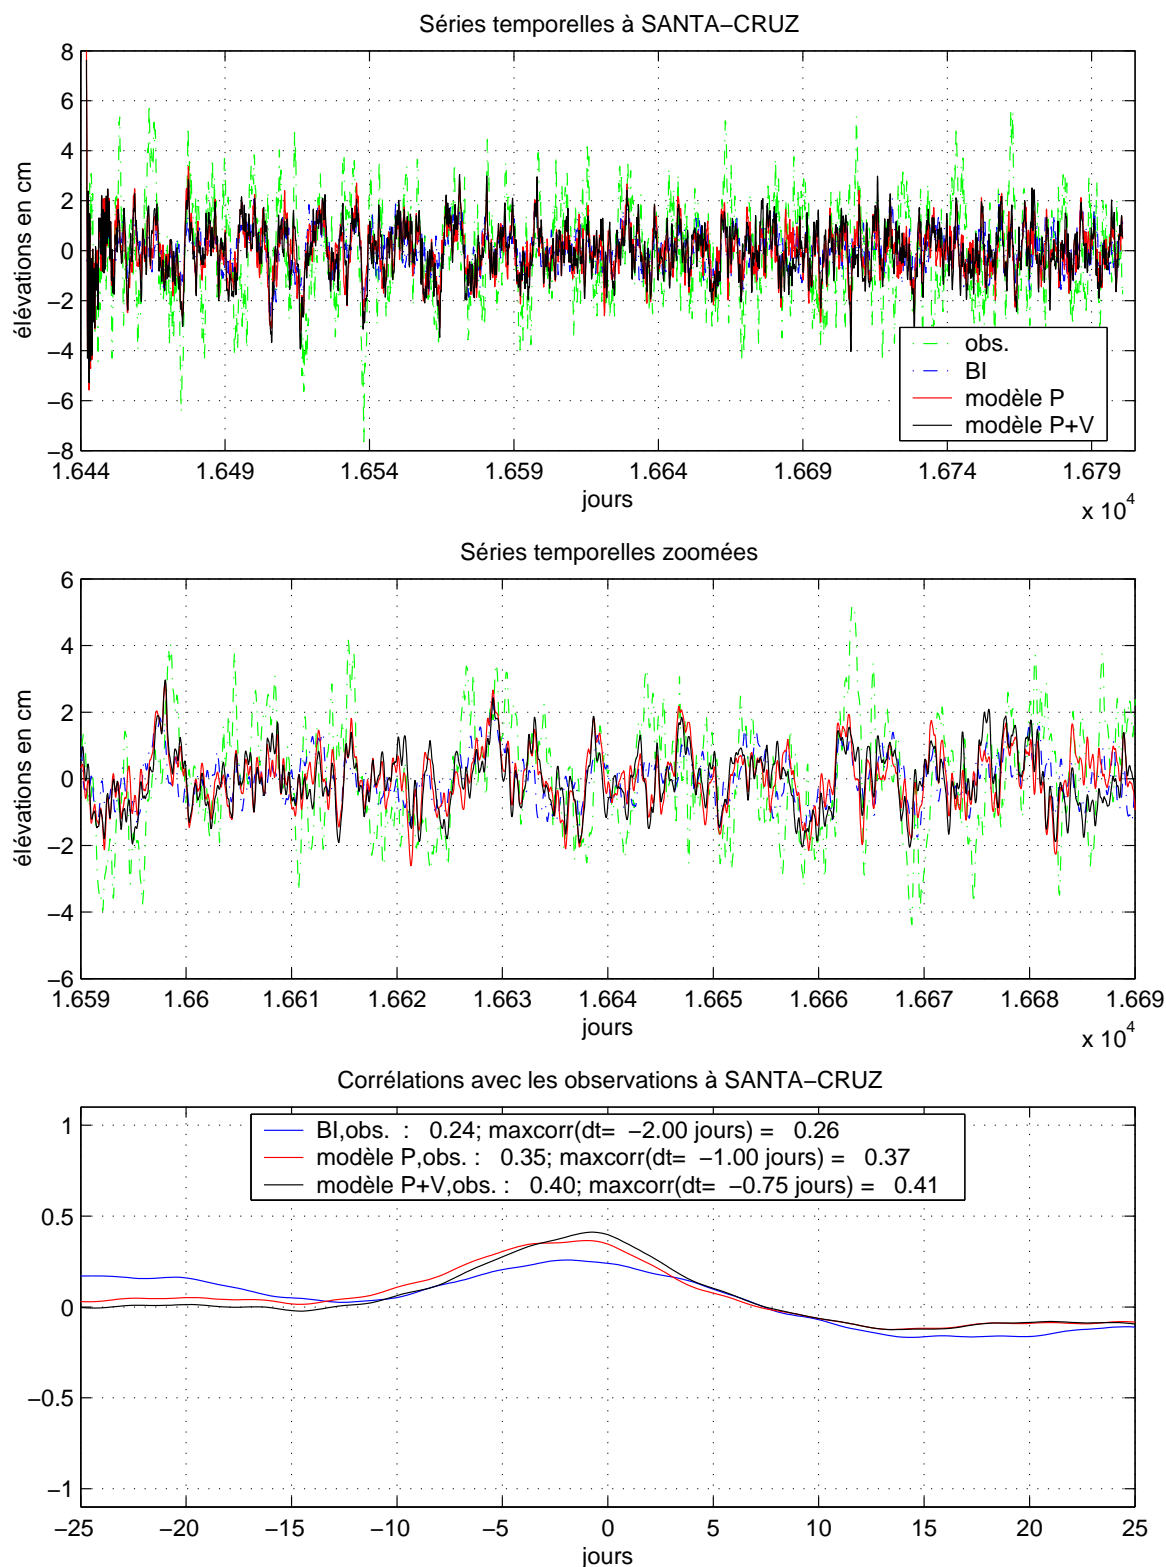 Séries temporelles à SANTA−CRUZ
8
6
4
2
0
−2
−4
−6
−8
élévations en cm
obs.
BI
modèle P
modèle P+V
1.644 1.649 1.654 1.659 1.664 1.669 1.674 1.679
jours
x 10^4
Séries temporelles zoomées
6
4
2
0
−2
−4
−6
élévations en cm
1.659 1.66 1.661 1.662 1.663 1.664 1.665 1.666 1.667 1.668 1.669
jours
x 10^4
Corrélations avec les observations à SANTA−CRUZ
BI,obs. : 0.24; maxcorr(dt= −2.00 jours) = 0.26
modèle P,obs. : 0.35; maxcorr(dt= −1.00 jours) = 0.37
modèle P+V,obs. : 0.40; maxcorr(dt= −0.75 jours) = 0.41
1
0.5
0
−0.5
−1
−25 −20 −15 −10 −5 0 5 10 15 20 25
jours